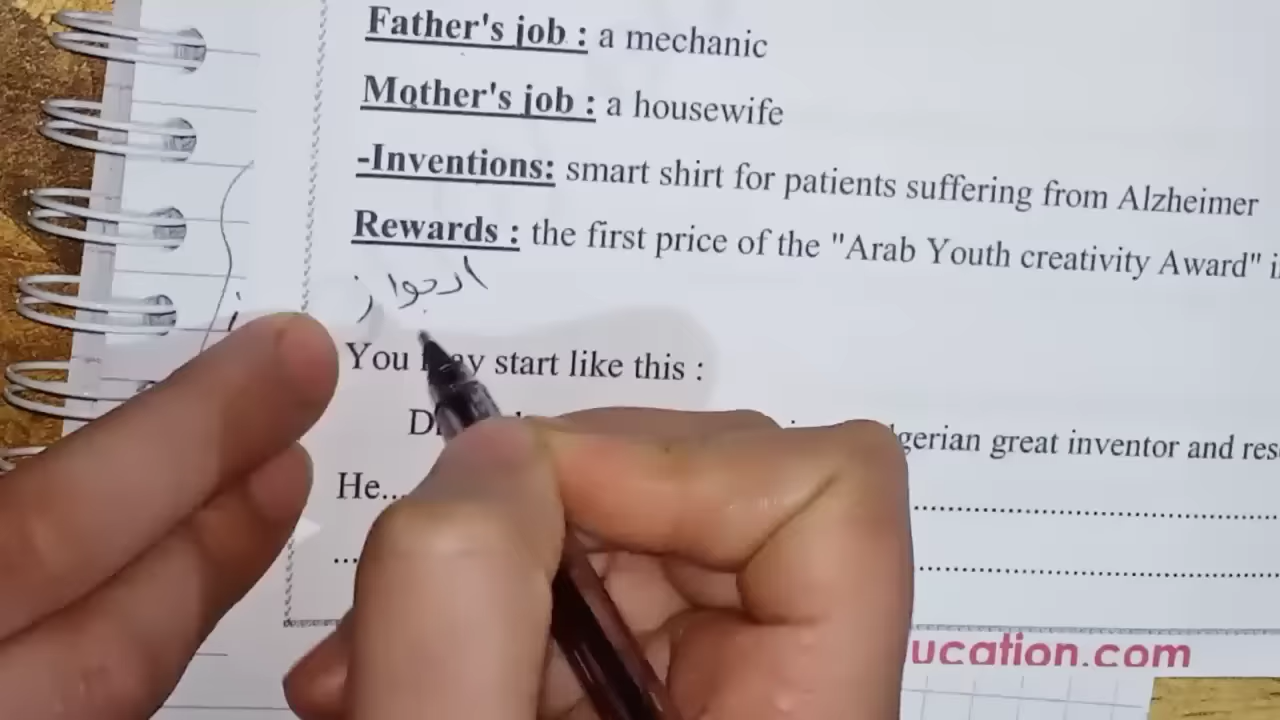 Father's job : a mechanic
Mother's job : a housewife
-Inventions: smart shirt for patients suffering from Alzheimer
Rewards : the first price of the "Arab Youth creativity Award"
You may start like this :
gerian great inventor and res
He...
ucation.com